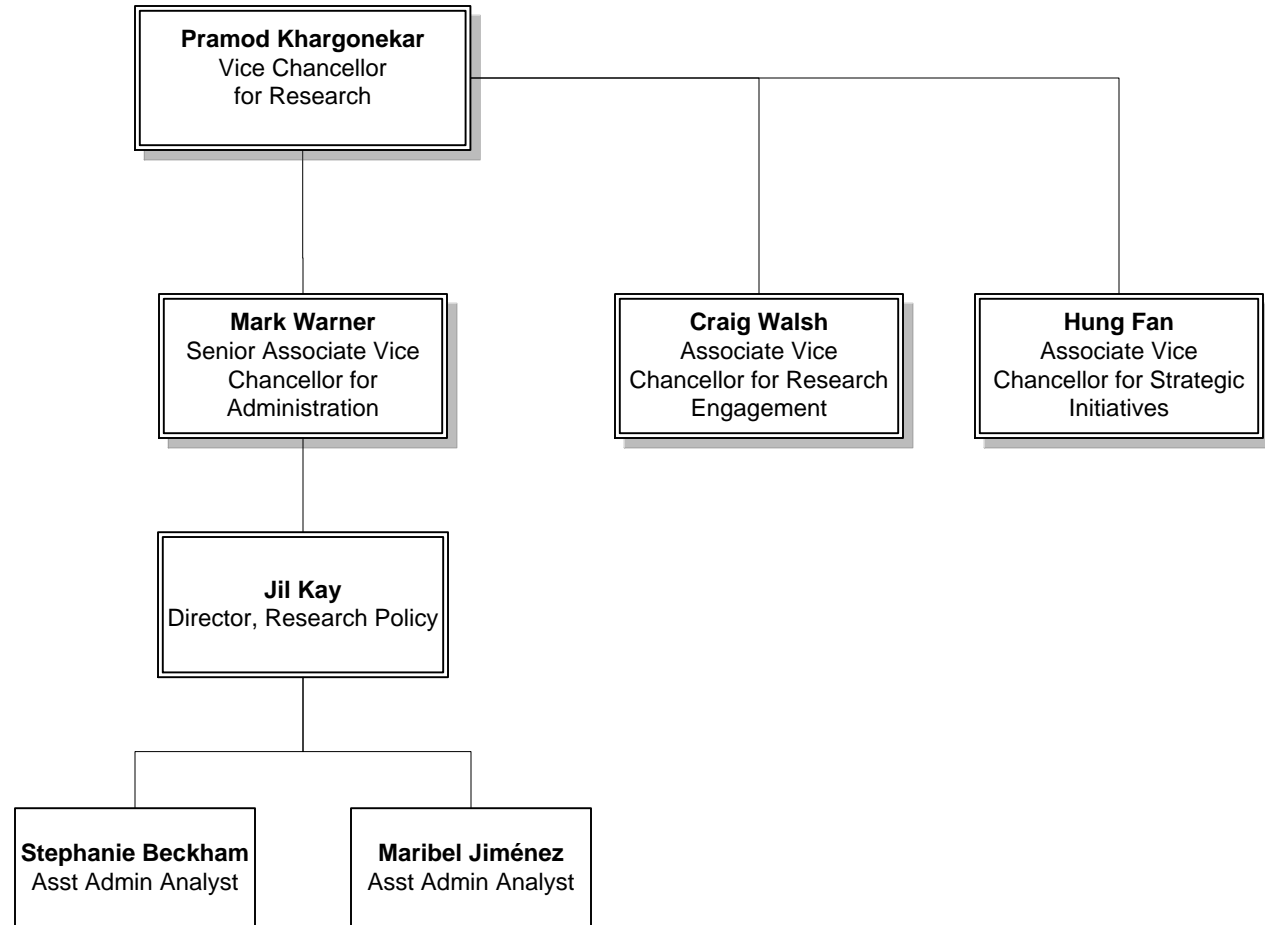 Pramod Khargonekar
Vice Chancellor
for Research
Mark Warner
Senior Associate Vice
Chancellor for
Administration
Craig Walsh
Associate Vice
Chancellor for Research
Engagement
Hung Fan
Associate Vice
Chancellor for Strategic
Initiatives
Jil Kay
Director, Research Policy
Stephanie Beckham
Asst Admin Analyst
Maribel Jiménez
Asst Admin Analyst